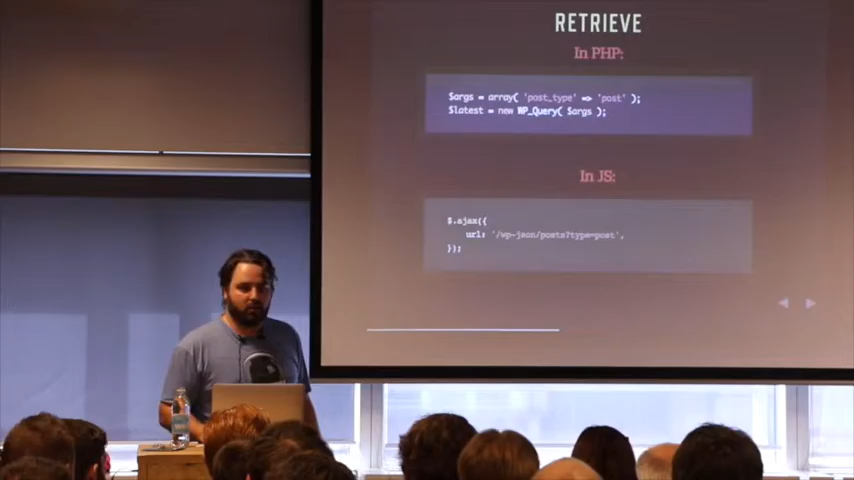 RETRIEVE
In PHP:
$args = array( 'post_type' => 'post' );
$latest = new WP_Query( $args );
In JS:
$.ajax({
url: '/wp-json/posts?type=post',
});